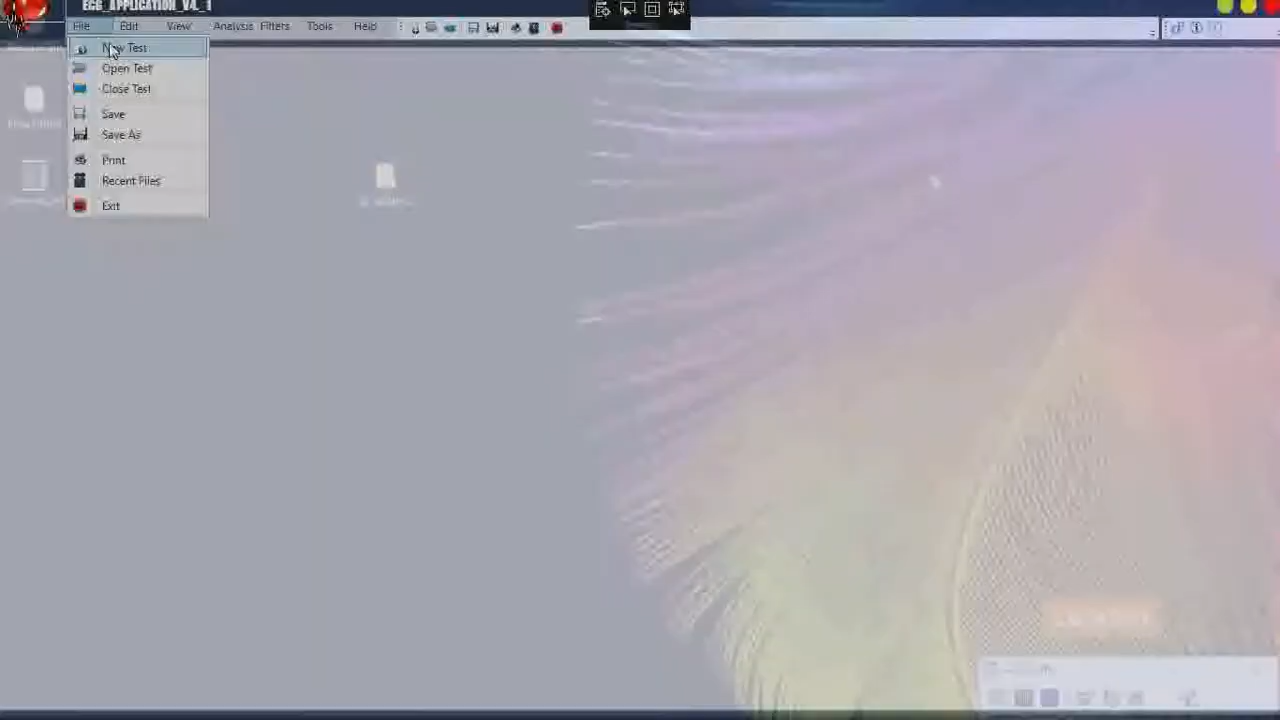 ECG_APPLICATION_V4_1
File Edit View Analysis Filters Tools Help
New Test
Open Test
Close Test
Save
Save As
Print
Recent Files
Exit